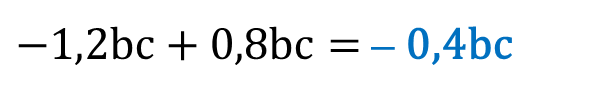 −1,2bc + 0,8bc = – 0,4bc